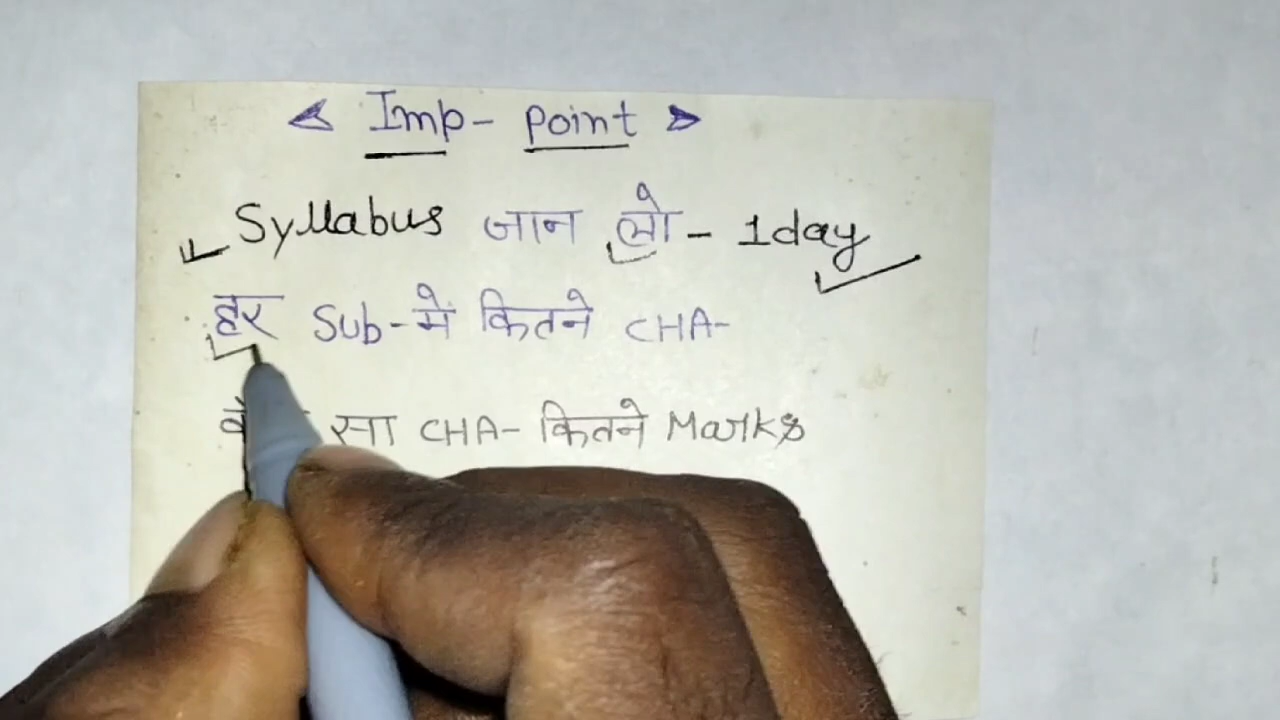 Imp- point
Syllabus जान लो - 1day
हर Sub- में कितने CHA-
सा CHA- कितने Marks